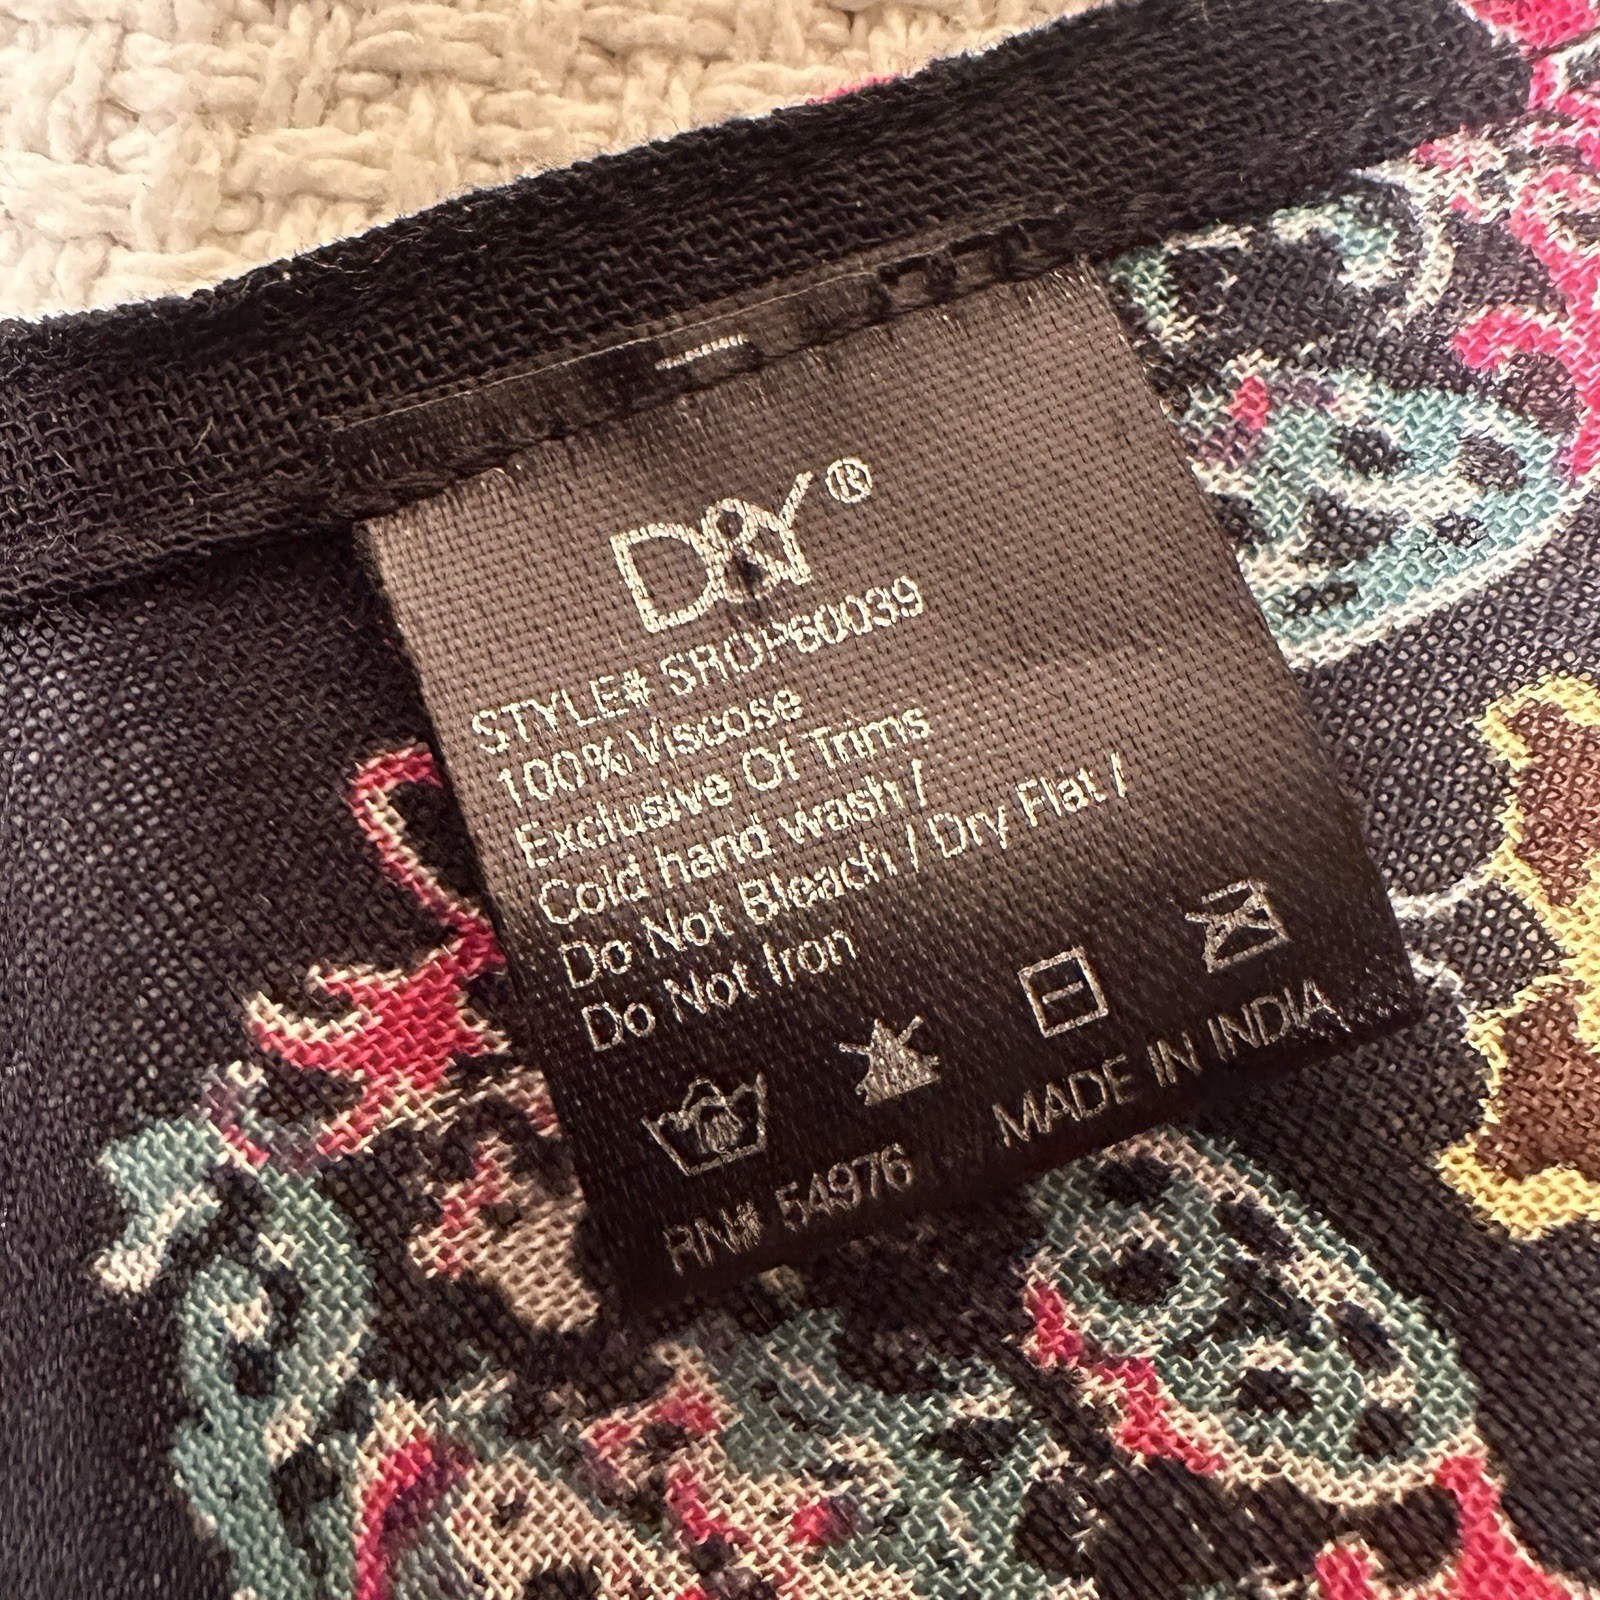 D&Y®
STYLE# SROP60039
100% Viscose
Exclusive Of Trims
Cold hand wash /
Do Not Bleach / Dry Flat /
Do Not Iron
RN# 54976 MADE IN INDIA